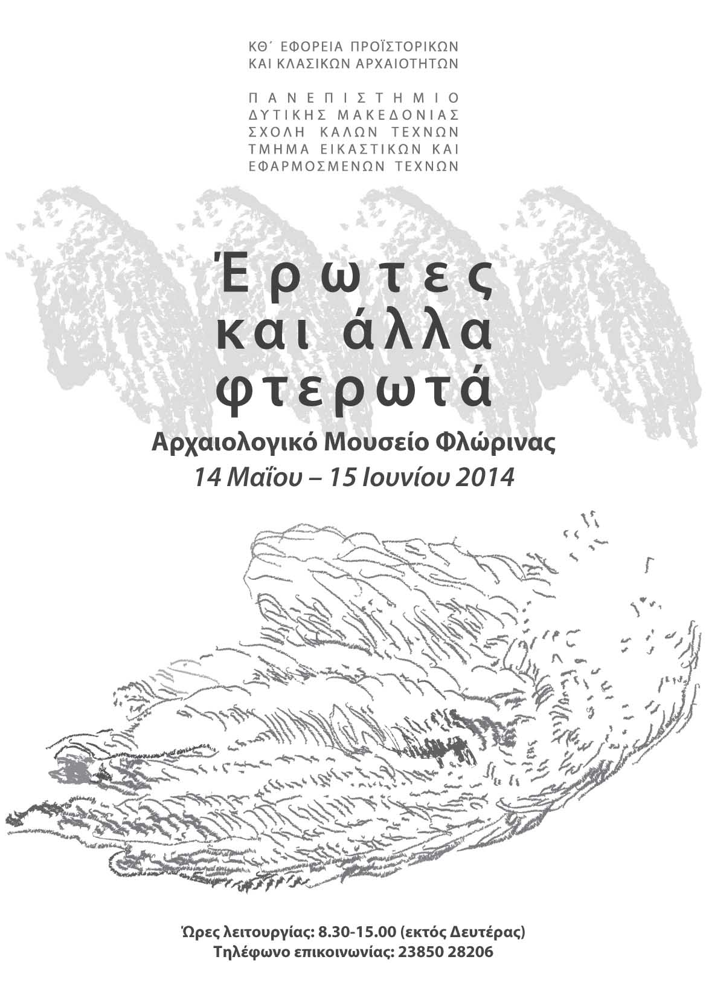 ΚΘ΄ ΕΦΟΡΕΙΑ ΠΡΟΪΣΤΟΡΙΚΩΝ
ΚΑΙ ΚΛΑΣΙΚΩΝ ΑΡΧΑΙΟΤΗΤΩΝ
ΠΑΝΕΠΙΣΤΗΜΙΟ
ΔΥΤΙΚΗΣ ΜΑΚΕΔΟΝΙΑΣ
ΣΧΟΛΗ ΚΑΛΩΝ ΤΕΧΝΩΝ
ΤΜΗΜΑ ΕΙΚΑΣΤΙΚΩΝ ΚΑΙ
ΕΦΑΡΜΟΣΜΕΝΩΝ ΤΕΧΝΩΝ
Έρωτες
και άλλα
φτερωτά
Αρχαιολογικό Μουσείο Φλώρινας
14 Μαΐου – 15 Ιουνίου 2014
Ώρες λειτουργίας: 8.30-15.00 (εκτός Δευτέρας)
Τηλέφωνο επικοινωνίας: 23850 28206